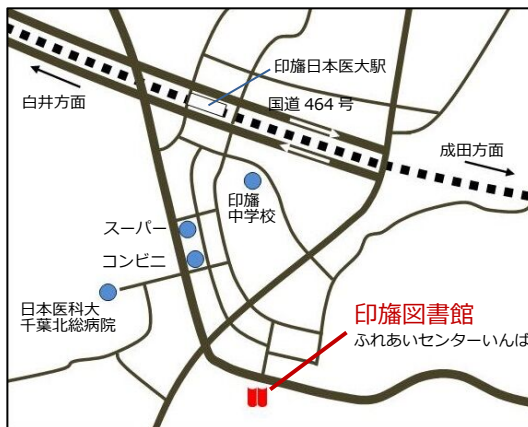 印旛日本医大駅
国道 464 号
白井方面
成田方面
印旛
中学校
スーパー
コンビニ
日本医科大
千葉北総病院
印旛図書館
ふれあいセンターいんば